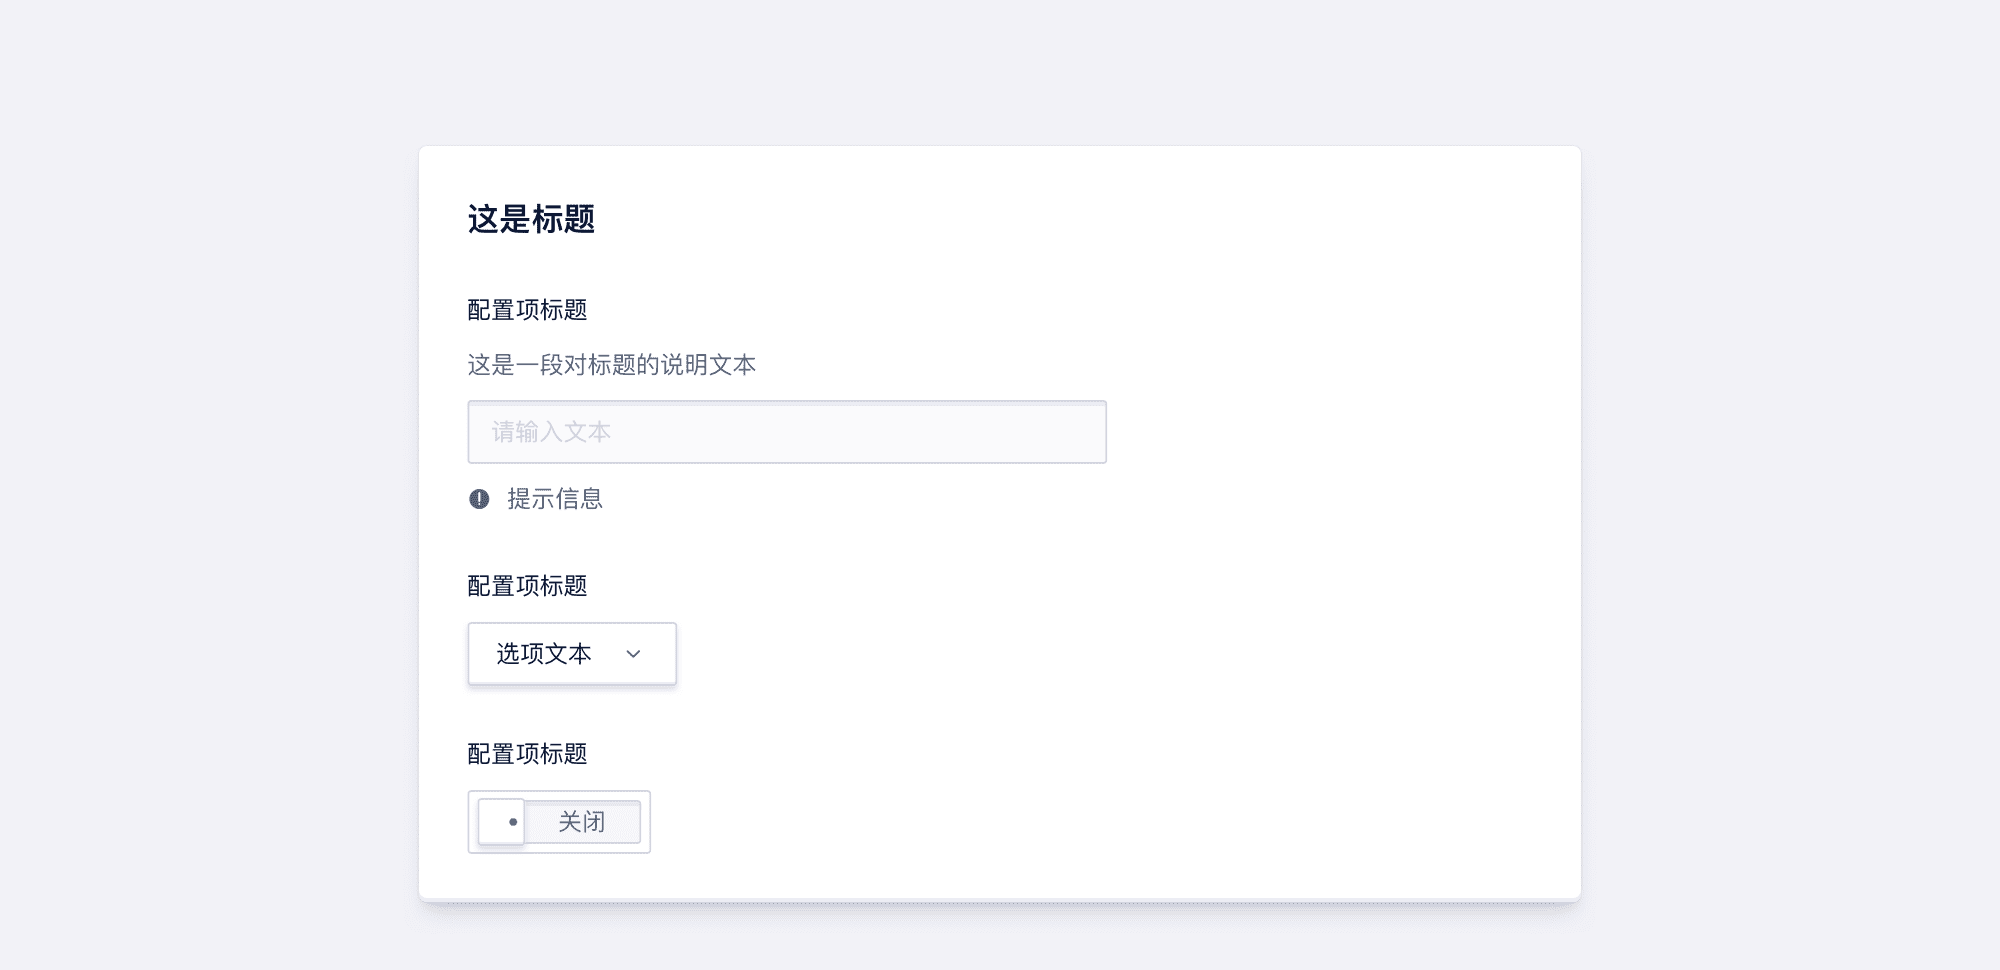 这是标题
配置项标题
这是一段对标题的说明文本
请输入文本
提示信息
配置项标题
选项文本
配置项标题
关闭